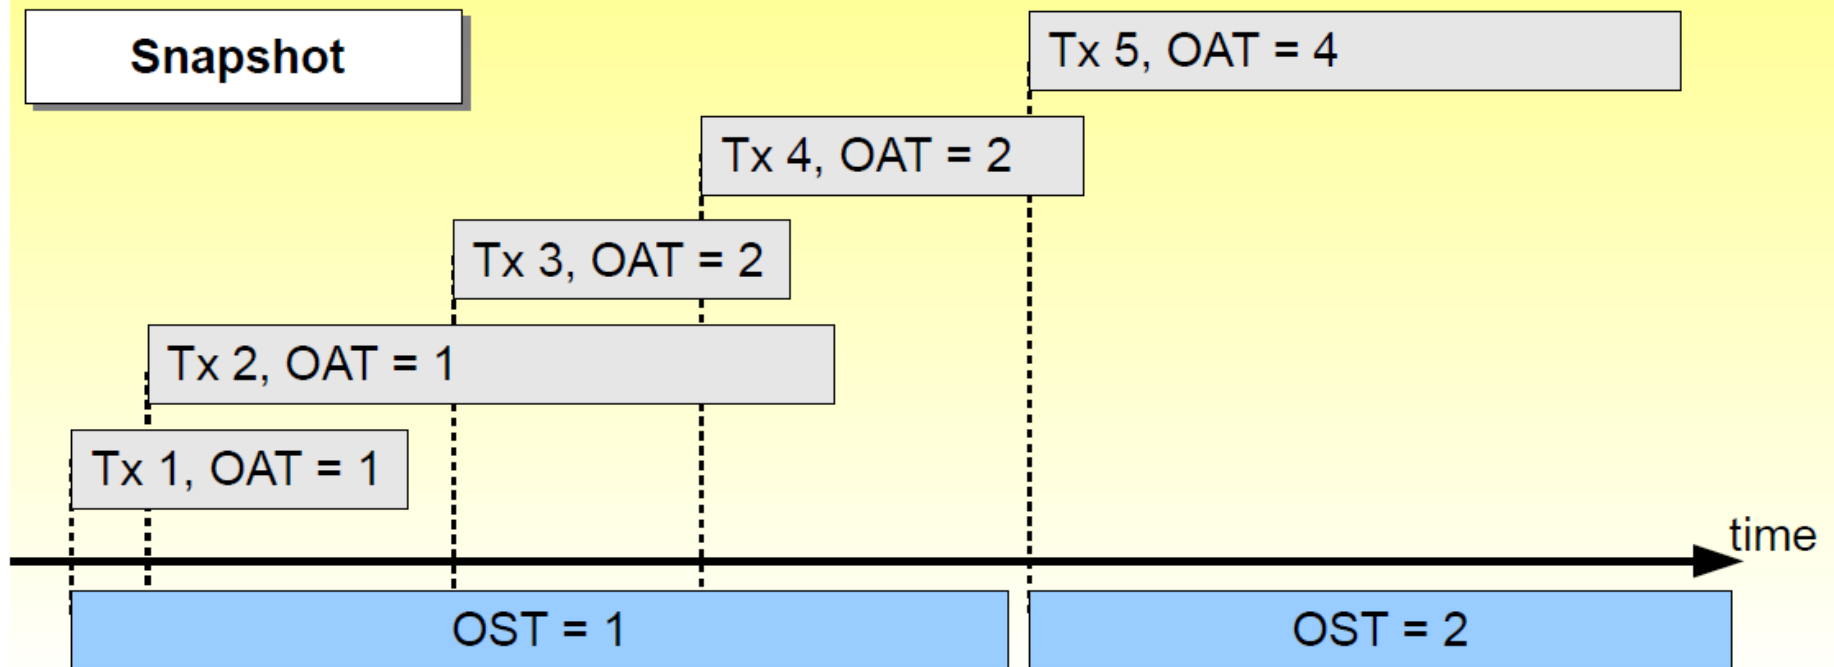 Snapshot
Tx 5, OAT = 4
Tx 4, OAT = 2
Tx 3, OAT = 2
Tx 2, OAT = 1
Tx 1, OAT = 1
time
OST = 1
OST = 2